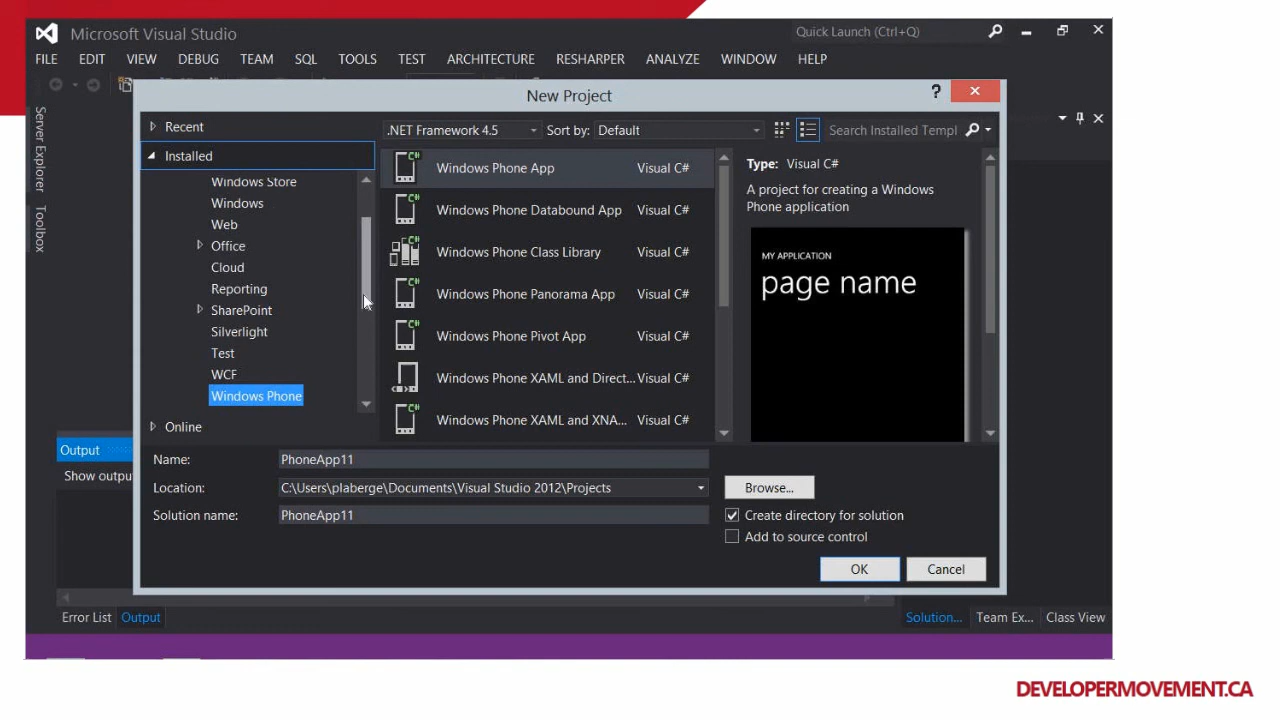 Microsoft Visual Studio
Quick Launch (Ctrl+Q)
FILE EDIT VIEW DEBUG TEAM SQL TOOLS TEST ARCHITECTURE RESHARPER ANALYZE WINDOW HELP
Server Explorer
Toolbox
New Project
?
Recent
Installed
Windows Store
Windows
Web
Office
Cloud
Reporting
SharePoint
Silverlight
Test
WCF
Windows Phone
Online
.NET Framework 4.5 Sort by: Default
Search Installed Templ
Windows Phone App Visual C#
Windows Phone Databound App Visual C#
Windows Phone Class Library Visual C#
Windows Phone Panorama App Visual C#
Windows Phone Pivot App Visual C#
Windows Phone XAML and Direct... Visual C#
Windows Phone XAML and XNA... Visual C#
Type: Visual C#
A project for creating a Windows
Phone application
MY APPLICATION
page name
Output
Show outpu
Name: PhoneApp11
Location: C:\Users\plaberge\Documents\Visual Studio 2012\Projects
Browse...
Solution name: PhoneApp11
Create directory for solution
Add to source control
OK Cancel
Error List Output
Solution... Team Ex... Class View
DEVELOPERMOVEMENT.CA